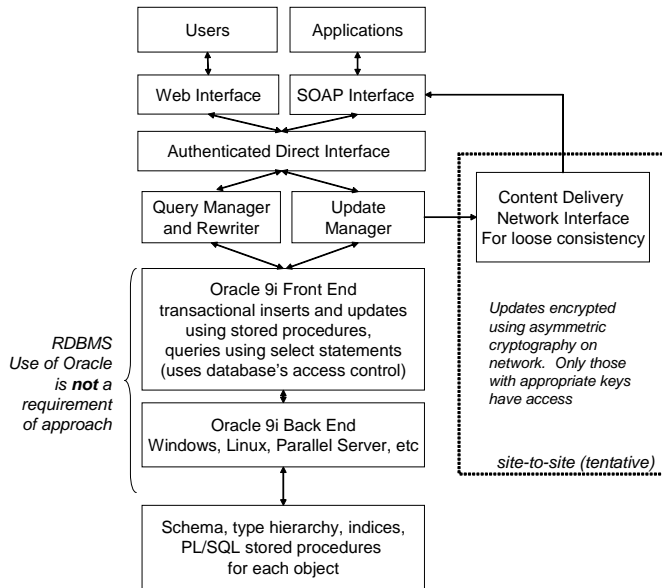 Users
Applications
Web Interface
SOAP Interface
Authenticated Direct Interface
Query Manager
and Rewriter
Update
Manager
Content Delivery
Network Interface
For loose consistency
Oracle 9i Front End
transactional inserts and updates
using stored procedures,
queries using select statements
(uses database's access control)
Updates encrypted
using asymmetric
cryptography on
network. Only those
with appropriate keys
have access
RDBMS
Use of Oracle
is not a
requirement
of approach
Oracle 9i Back End
Windows, Linux, Parallel Server, etc
site-to-site (tentative)
Schema, type hierarchy, indices,
PL/SQL stored procedures
for each object